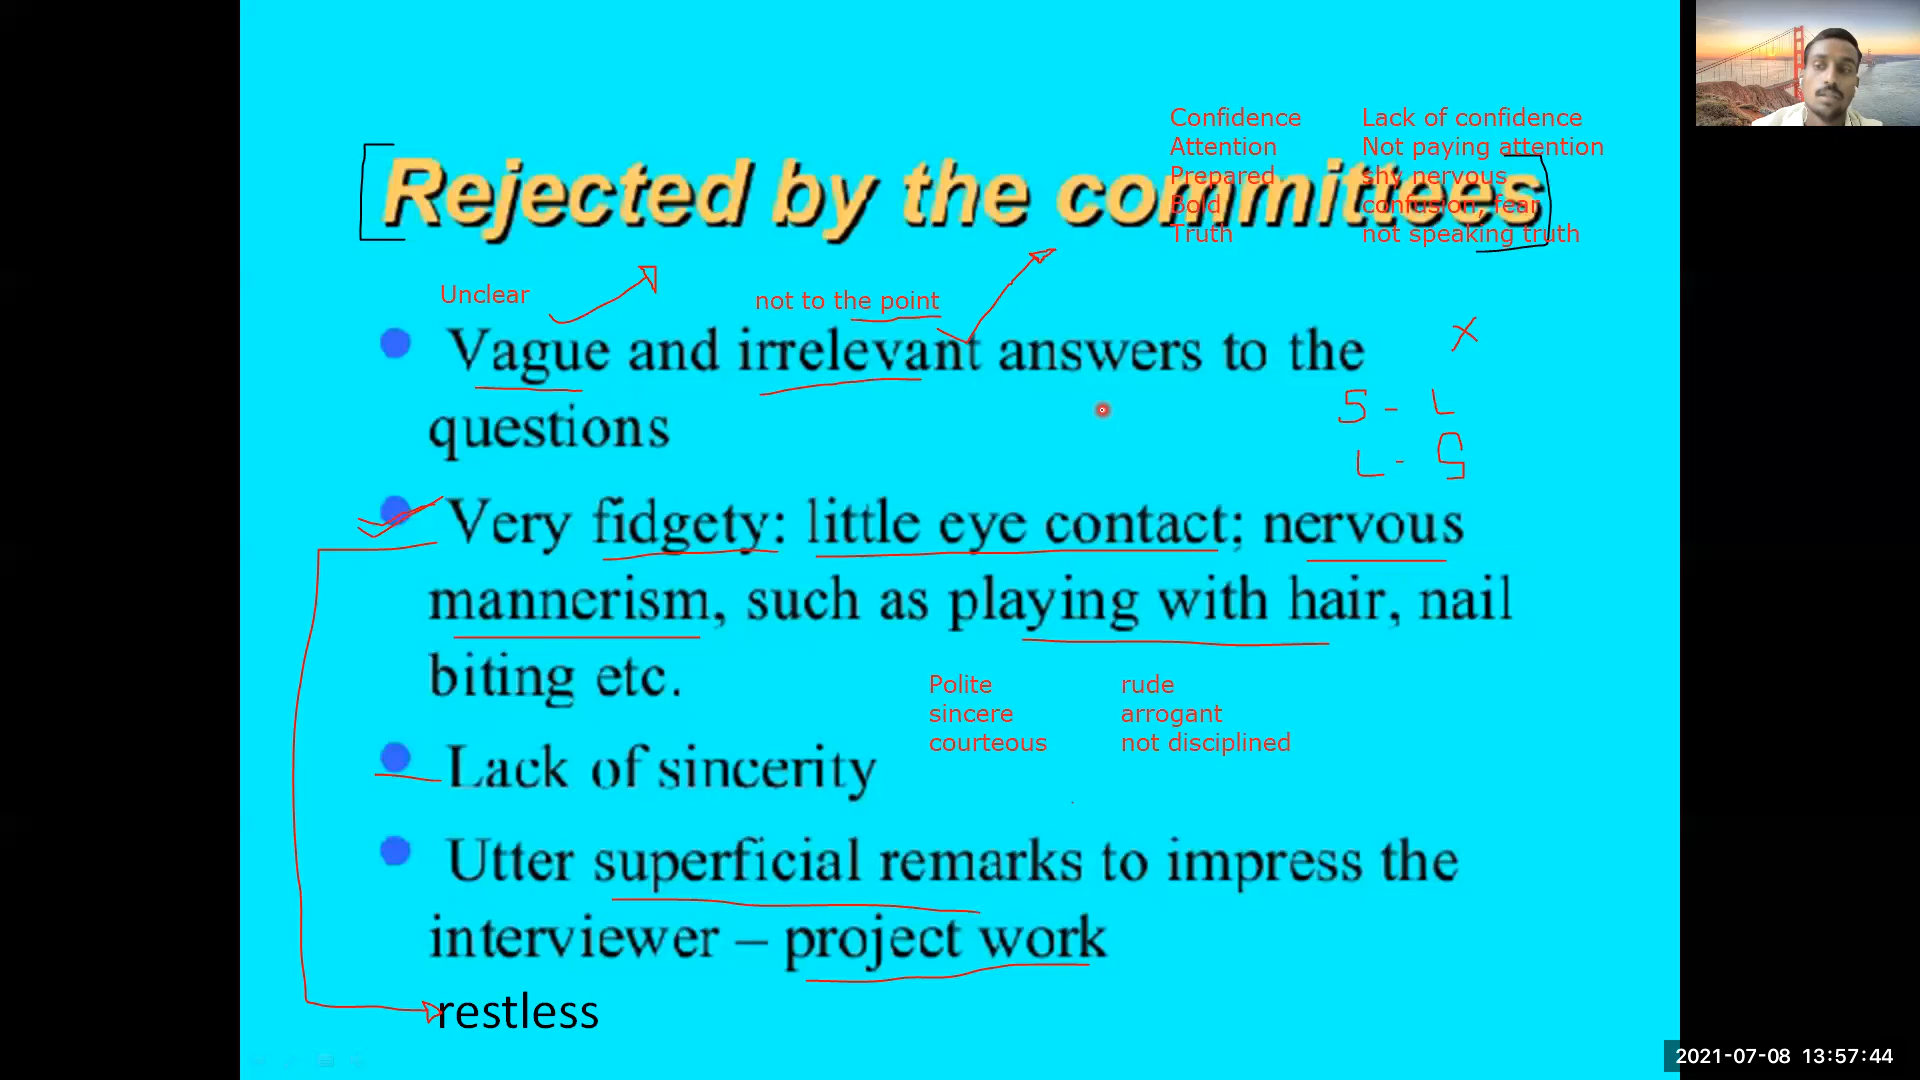 Confidence Lack of confidence
Attention Not paying attention
Prepared shy nervous
Bold confusion, fear
Truth not speaking truth
Rejected by the committees
Unclear not to the point
Vague and irrelevant answers to the
questions
x
S - L
L - S
Very fidgety: little eye contact; nervous
mannerism, such as playing with hair, nail
biting etc.
Polite rude
sincere arrogant
courteous not disciplined
Lack of sincerity
Utter superficial remarks to impress the
interviewer – project work
restless
2021-07-08 13:57:44